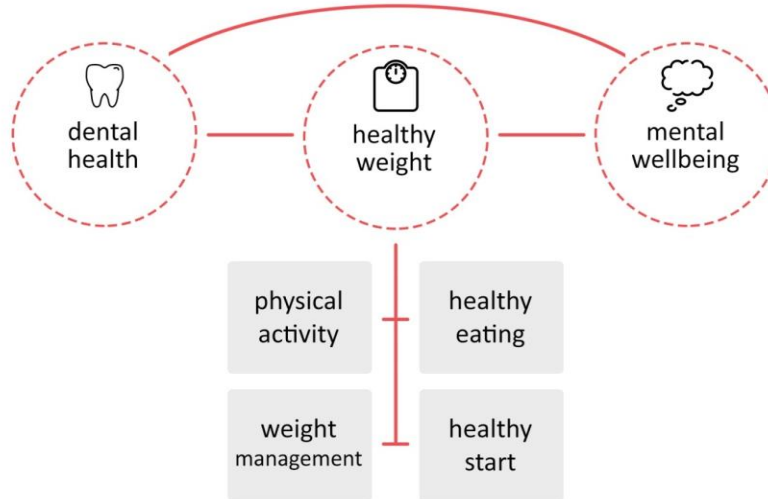 dental
health
healthy
weight
mental
wellbeing
physical
activity
healthy
eating
weight
management
healthy
start